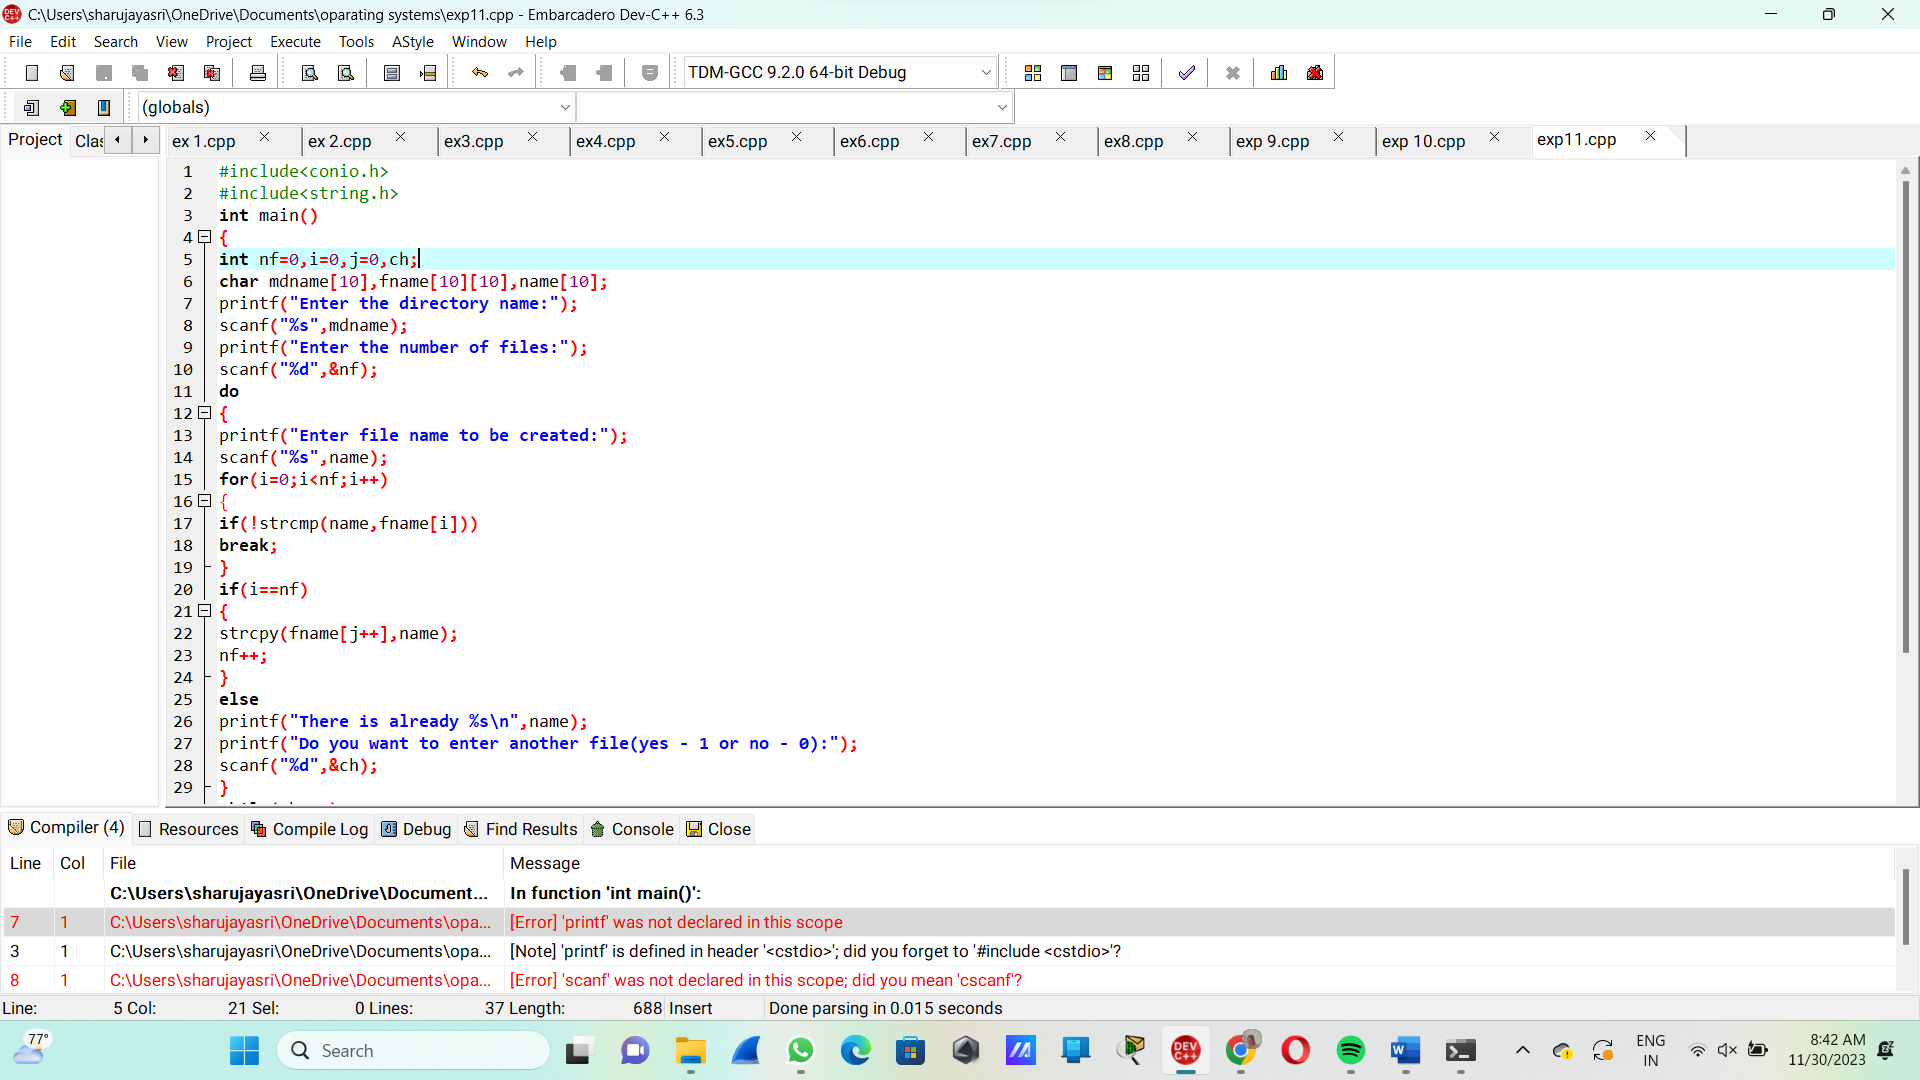 C:\Users\sharujayasri\OneDrive\Documents\oparating systems\exp11.cpp - Embarcadero Dev-C++ 6.3
File Edit Search View Project Execute Tools AStyle Window Help
TDM-GCC 9.2.0 64-bit Debug
(globals)
Project Clas ex 1.cpp ex 2.cpp ex3.cpp ex4.cpp ex5.cpp ex6.cpp ex7.cpp ex8.cpp exp 9.cpp exp 10.cpp exp11.cpp
1 #include<conio.h>
2 #include<string.h>
3 int main()
4 {
5 int nf=0,i=0,j=0,ch;
6 char mdname[10],fname[10][10],name[10];
7 printf("Enter the directory name:");
8 scanf("%s",mdname);
9 printf("Enter the number of files:");
10 scanf("%d",&nf);
11 do
12 {
13 printf("Enter file name to be created:");
14 scanf("%s",name);
15 for(i=0;i<nf;i++)
16 {
17 if(!strcmp(name,fname[i]))
18 break;
19 }
20 if(i==nf)
21 {
22 strcpy(fname[j++],name);
23 nf++;
24 }
25 else
26 printf("There is already %s\n",name);
27 printf("Do you want to enter another file(yes - 1 or no - 0):");
28 scanf("%d",&ch);
29 }
Compiler (4) Resources Compile Log Debug Find Results Console Close
Line Col File Message
C:\Users\sharujayasri\OneDrive\Document... In function 'int main()':
7 1 C:\Users\sharujayasri\OneDrive\Documents\opa... [Error] 'printf' was not declared in this scope
3 1 C:\Users\sharujayasri\OneDrive\Documents\opa... [Note] 'printf' is defined in header '<cstdio>'; did you forget to '#include <cstdio>'?
8 1 C:\Users\sharujayasri\OneDrive\Documents\opa... [Error] 'scanf' was not declared in this scope; did you mean 'cscanf'?
Line: 5 Col: 21 Sel: 0 Lines: 37 Length: 688 Insert Done parsing in 0.015 seconds
77° Search DEV C++ ENG 8:42 AM
IN 11/30/2023